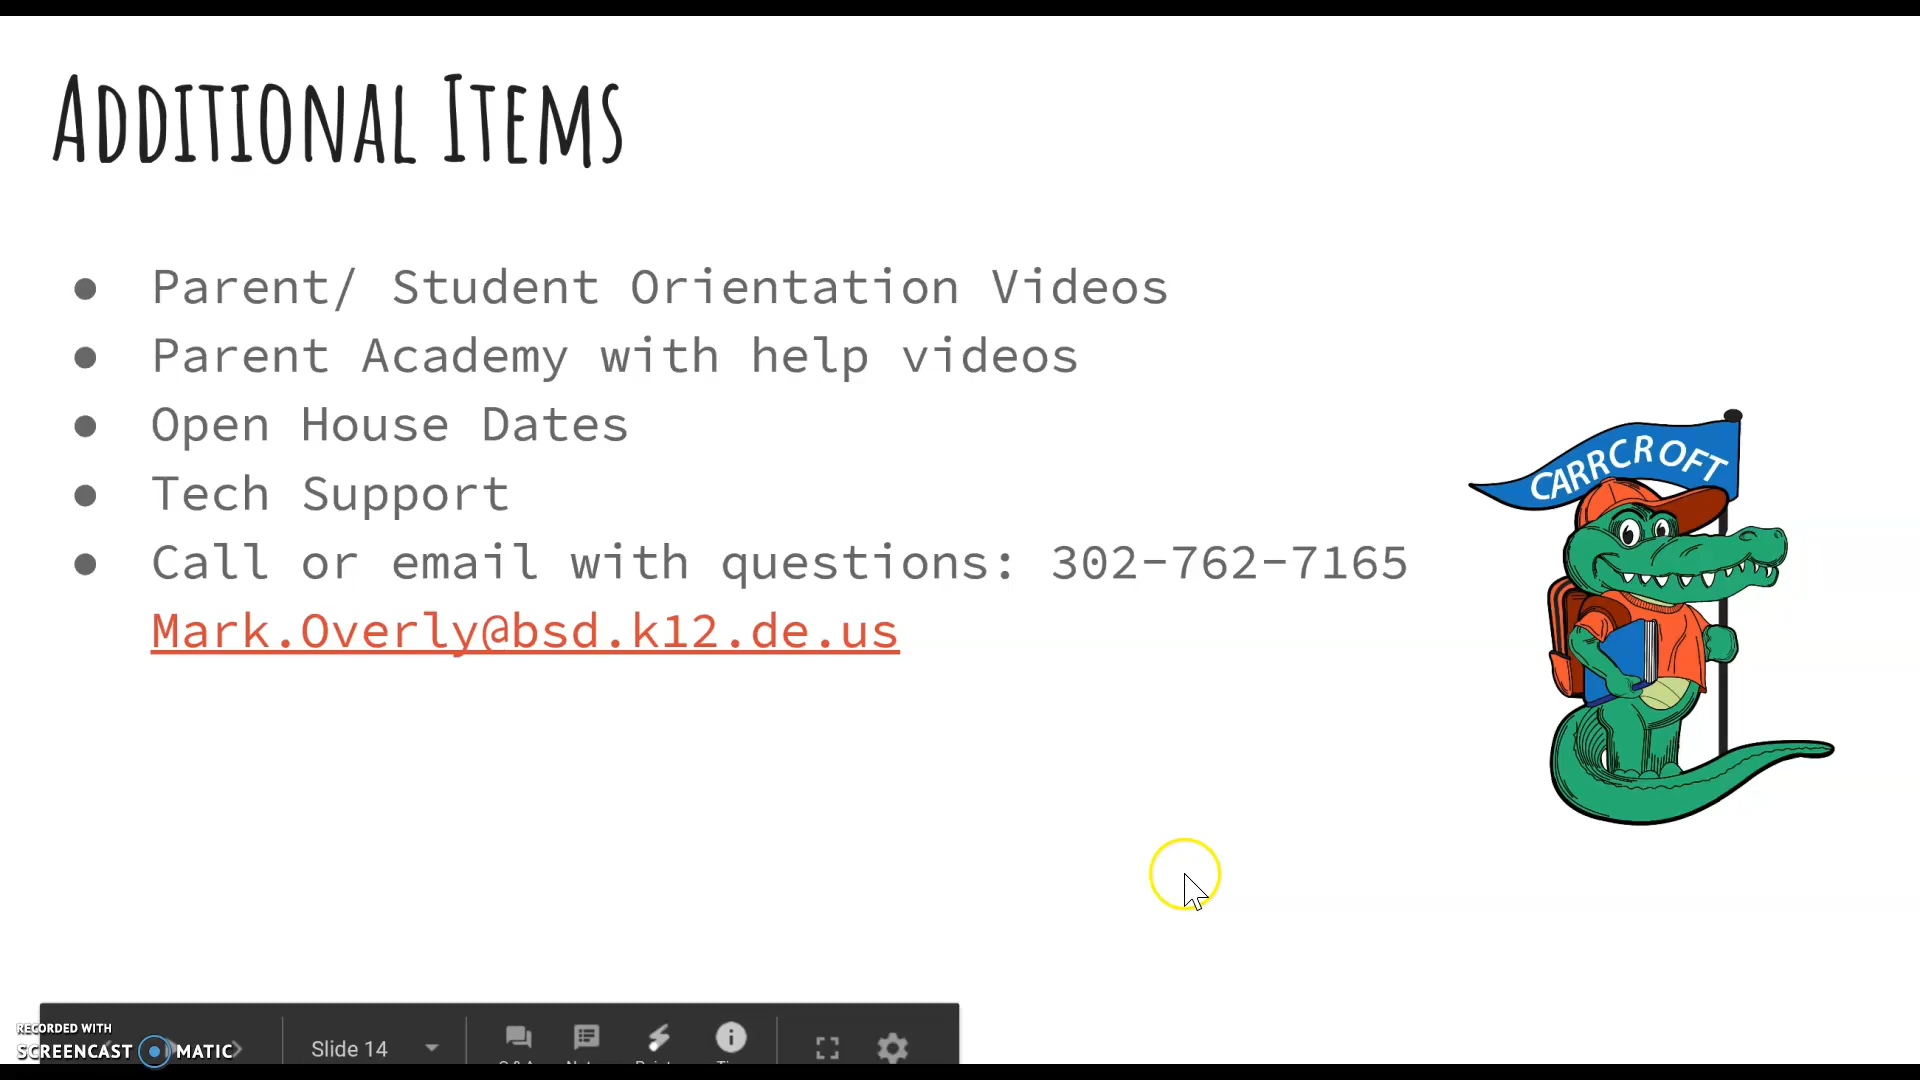 Additional Items
● Parent/ Student Orientation Videos
● Parent Academy with help videos
● Open House Dates
● Tech Support
● Call or email with questions: 302-762-7165
Mark.Overly@bsd.k12.de.us
CARRCROFT
RECORDED WITH
SCREENCAST MATIC
Slide 14